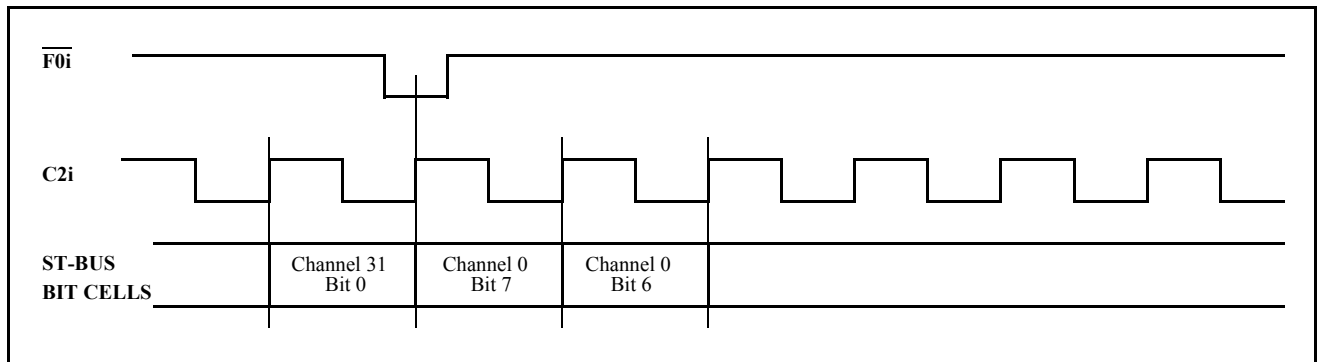 F0i
C2i
ST-BUS
BIT CELLS
Channel 31
Bit 0
Channel 0
Bit 7
Channel 0
Bit 6